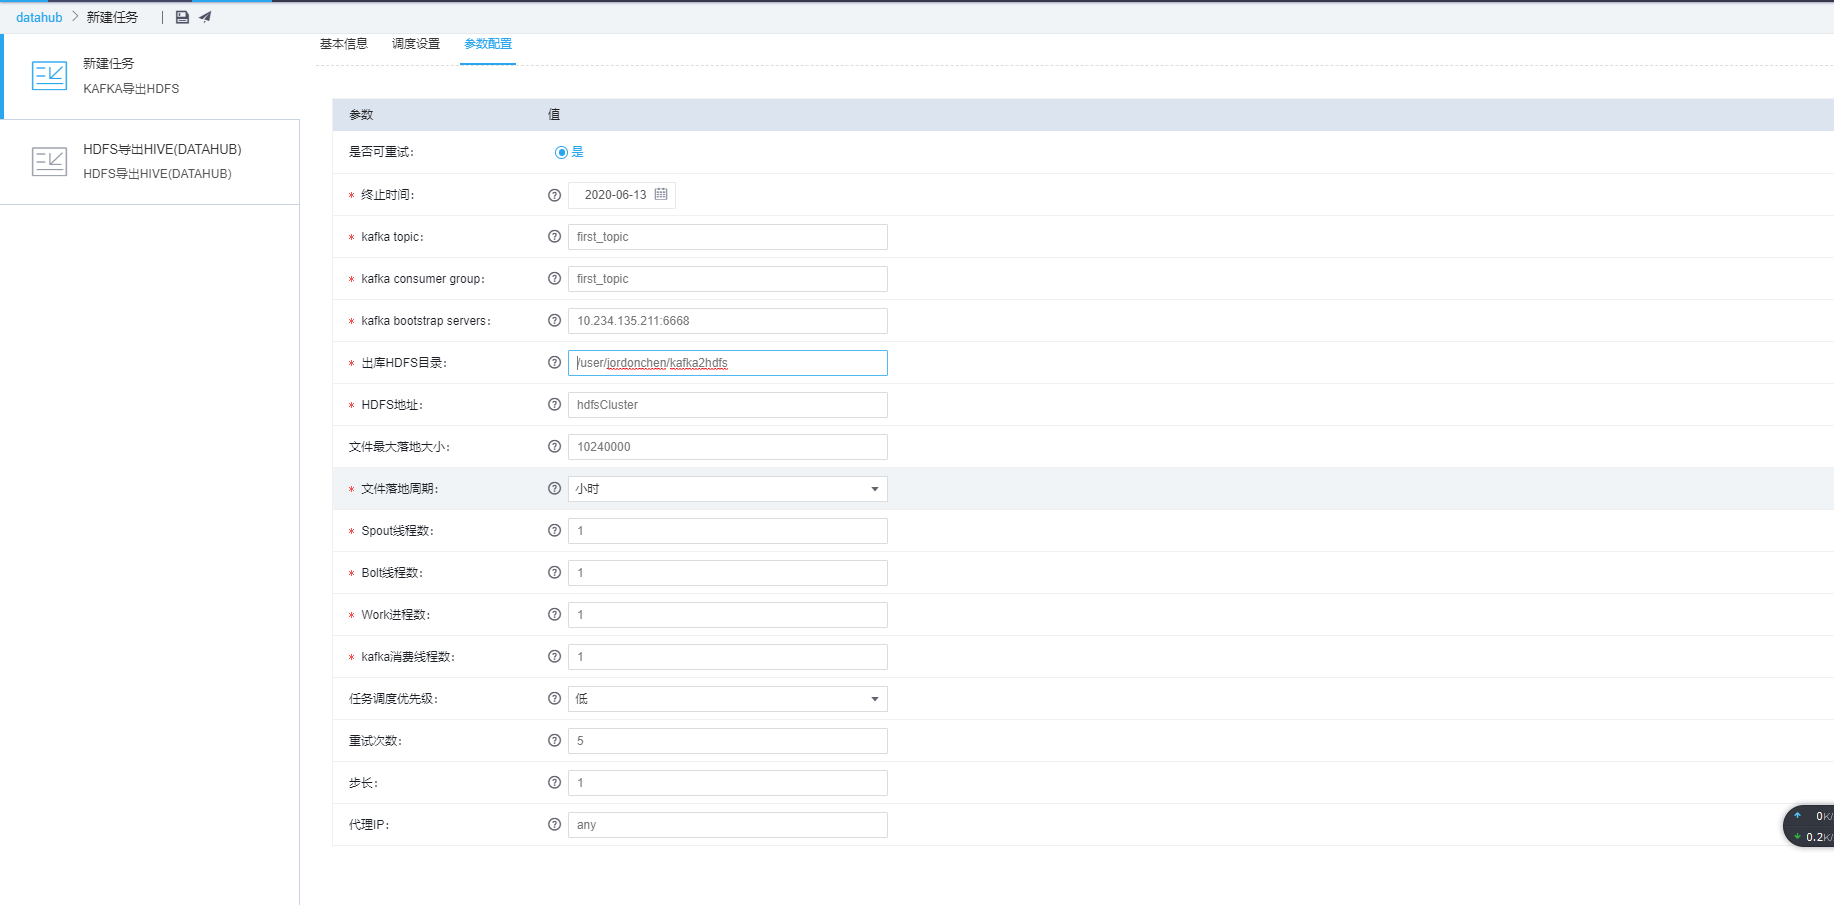 datahub > 新建任务
新建任务
KAFKA导出HDFS
HDFS导出HIVE(DATAHUB)
HDFS导出HIVE(DATAHUB)
基本信息 调度设置 参数配置
参数 值
是否可重试: 是
* 终止时间: 2020-06-13
* kafka topic: first_topic
* kafka consumer group: first_topic
* kafka bootstrap servers: 10.234.135.211:6668
* 出库HDFS目录: /user/jordonchen/kafka2hdfs
* HDFS地址: hdfsCluster
文件最大落地大小: 10240000
* 文件落地周期: 小时
* Spout线程数: 1
* Bolt线程数: 1
* Work进程数: 1
* kafka消费线程数: 1
任务调度优先级: 低
重试次数: 5
步长: 1
代理IP: any
0K/
0.2K/